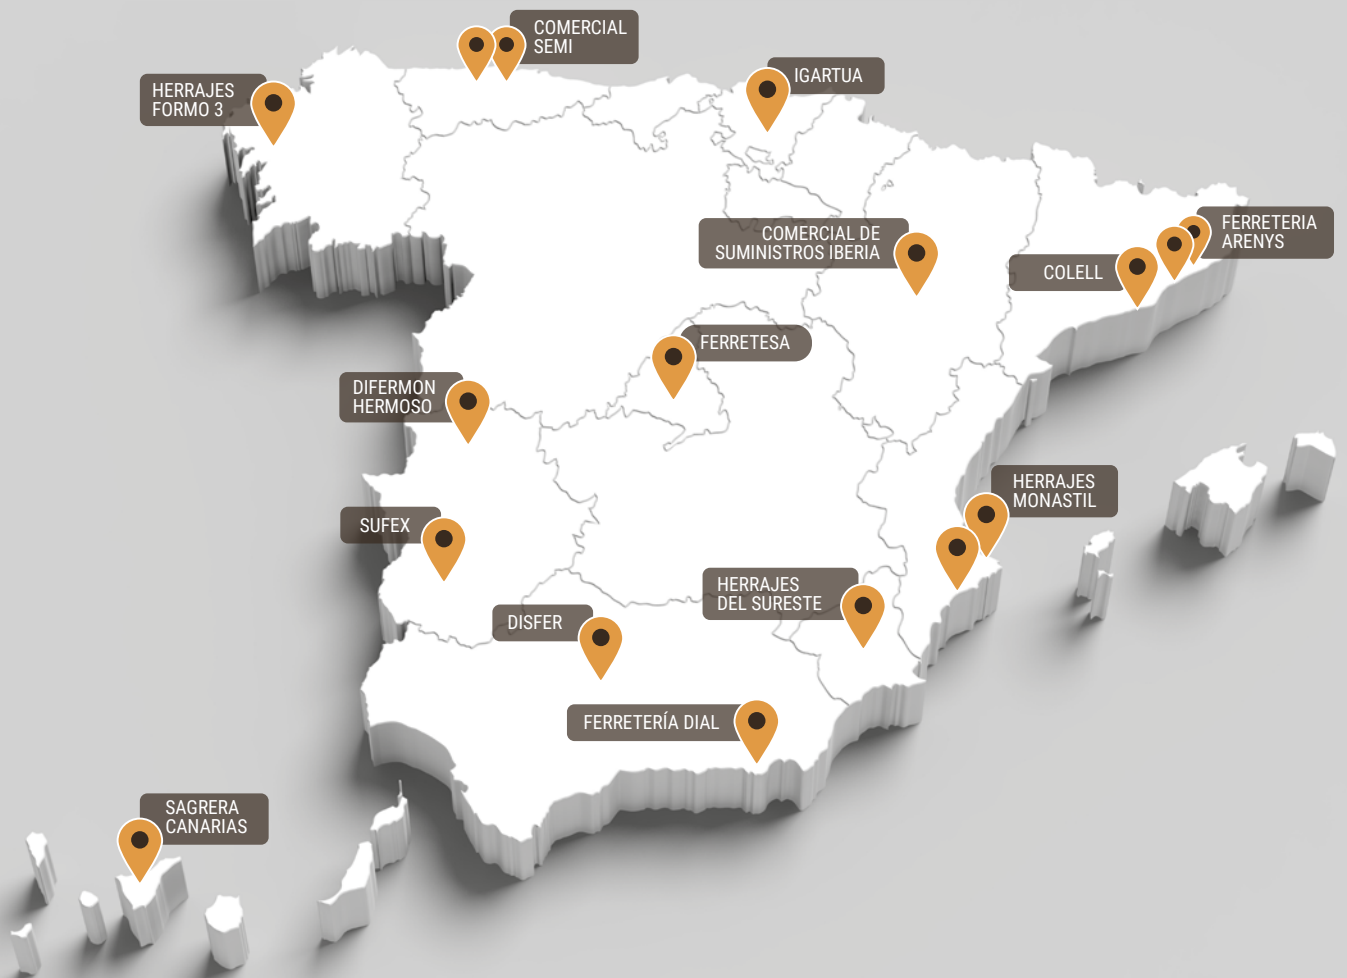 COMERCIAL
SEMI
HERRAJES
FORMO 3
IGARTUA
COMERCIAL DE
SUMINISTROS IBERIA
FERRETERIA
ARENYS
COLELL
FERRETESA
DIFERMON
HERMOSO
HERRAJES
MONASTIL
SUFEX
HERRAJES
DEL SURESTE
DISFER
FERRETERÍA DIAL
SAGRERA
CANARIAS